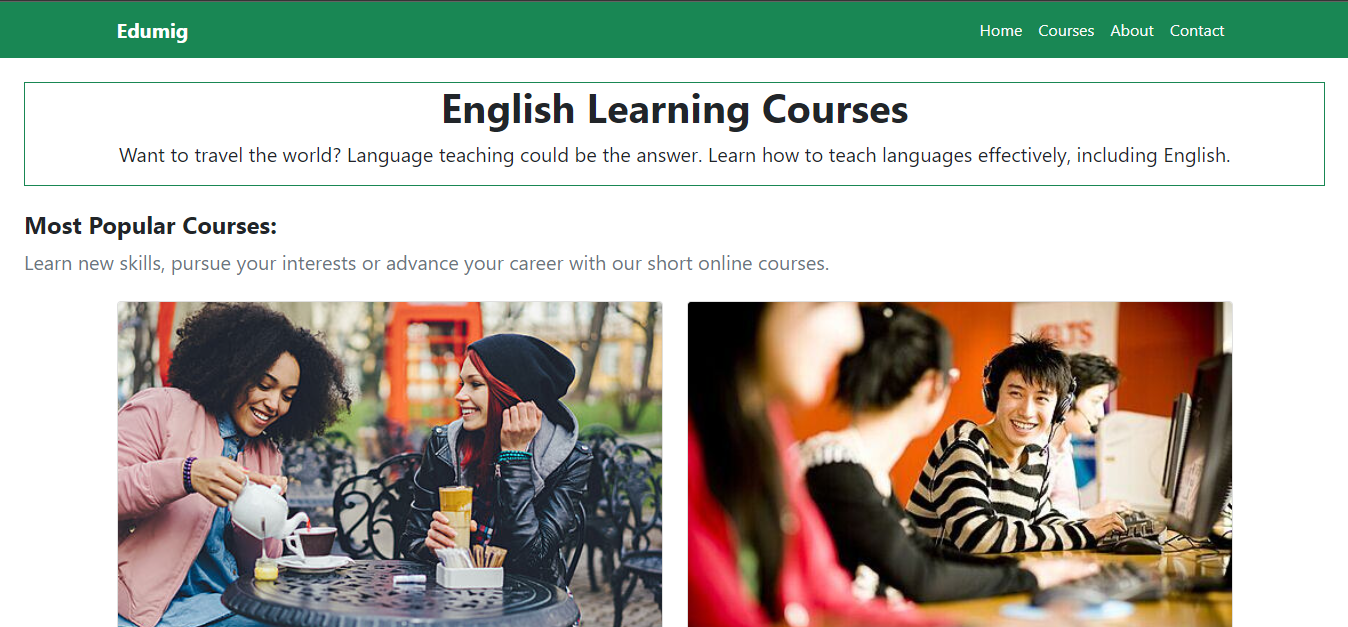 Edumig
Home Courses About Contact
English Learning Courses
Want to travel the world? Language teaching could be the answer. Learn how to teach languages effectively, including English.
Most Popular Courses:
Learn new skills, pursue your interests or advance your career with our short online courses.
IELTS